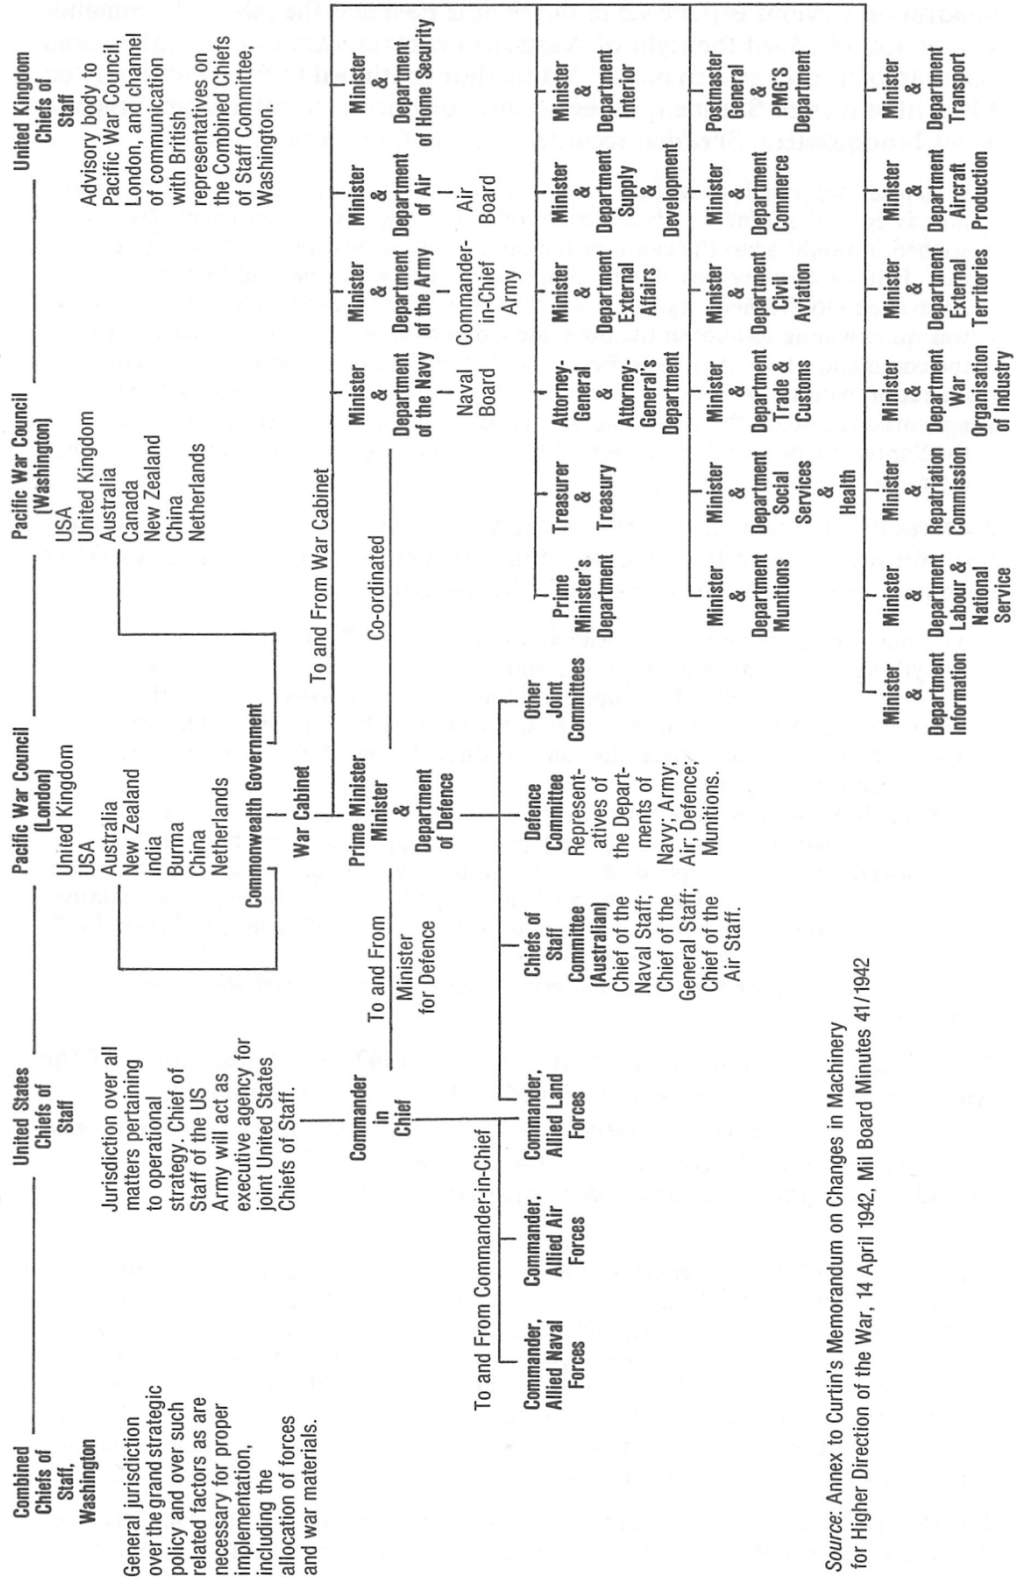 Combined
Chiefs of
Staff,
Washington
General jurisdiction
over the grand strategic
policy and over such
related factors as are
necessary for proper
implementation,
including the
allocation of forces
and war materials.
United States
Chiefs of
Staff
Jurisdiction over all
matters pertaining
to operational
strategy. Chief of
Staff of the US
Army will act as
executive agency for
joint United States
Chiefs of Staff.
Pacific War Council
(London)
United Kingdom
USA
Australia
New Zealand
India
Burma
China
Netherlands
Pacific War Council
(Washington)
USA
United Kingdom
Australia
Canada
New Zealand
China
Netherlands
United Kingdom
Chiefs of
Staff
Advisory body to
Pacific War Council,
London, and channel
of communication
with British
representatives on
the Combined Chiefs
of Staff Committee,
Washington.
Commonwealth Government
War Cabinet
To and From War Cabinet
Commander
in
Chief
To and From
Minister
for Defence
Prime Minister
Minister
&
Department
of Defence
Co-ordinated
Minister
&
Department
of the Navy
Naval
Board
Minister
&
Department
of the Army
Commander-
in-Chief
Army
Minister
&
Department
of Air
Air
Board
Minister
&
Department
of Home Security
To and From Commander-in-Chief
Commander,
Allied Naval
Forces
Commander,
Allied Air
Forces
Commander,
Allied Land
Forces
Chiefs of
Staff
Committee
(Australian)
Chief of the
Naval Staff;
Chief of the
General Staff;
Chief of the
Air Staff.
Defence
Committee
Represent-
atives of
the Depart-
ments of
Navy; Army;
Air; Defence;
Munitions.
Other
Joint
Committees
Prime
Minister's
Department
Treasurer
&
Treasury
Attorney-
General
&
Attorney-
General's
Department
Minister
&
Department
External
Affairs
Minister
&
Department
Supply
&
Development
Minister
&
Department
Interior
Minister
&
Department
Munitions
Minister
&
Department
Social
Services
&
Health
Minister
&
Department
Trade &
Customs
Minister
&
Department
Civil
Aviation
Minister
&
Department
Commerce
Postmaster
General
&
PMG'S
Department
Minister
&
Department
Information
Minister
&
Department
Labour &
National
Service
Minister
&
Repatriation
Commission
Minister
&
Department
War
Organisation
of Industry
Minister
&
Department
External
Territories
Minister
&
Department
Aircraft
Production
Minister
&
Department
Transport
Source: Annex to Curtin's Memorandum on Changes in Machinery
for Higher Direction of the War, 14 April 1942, Mil Board Minutes 41/1942